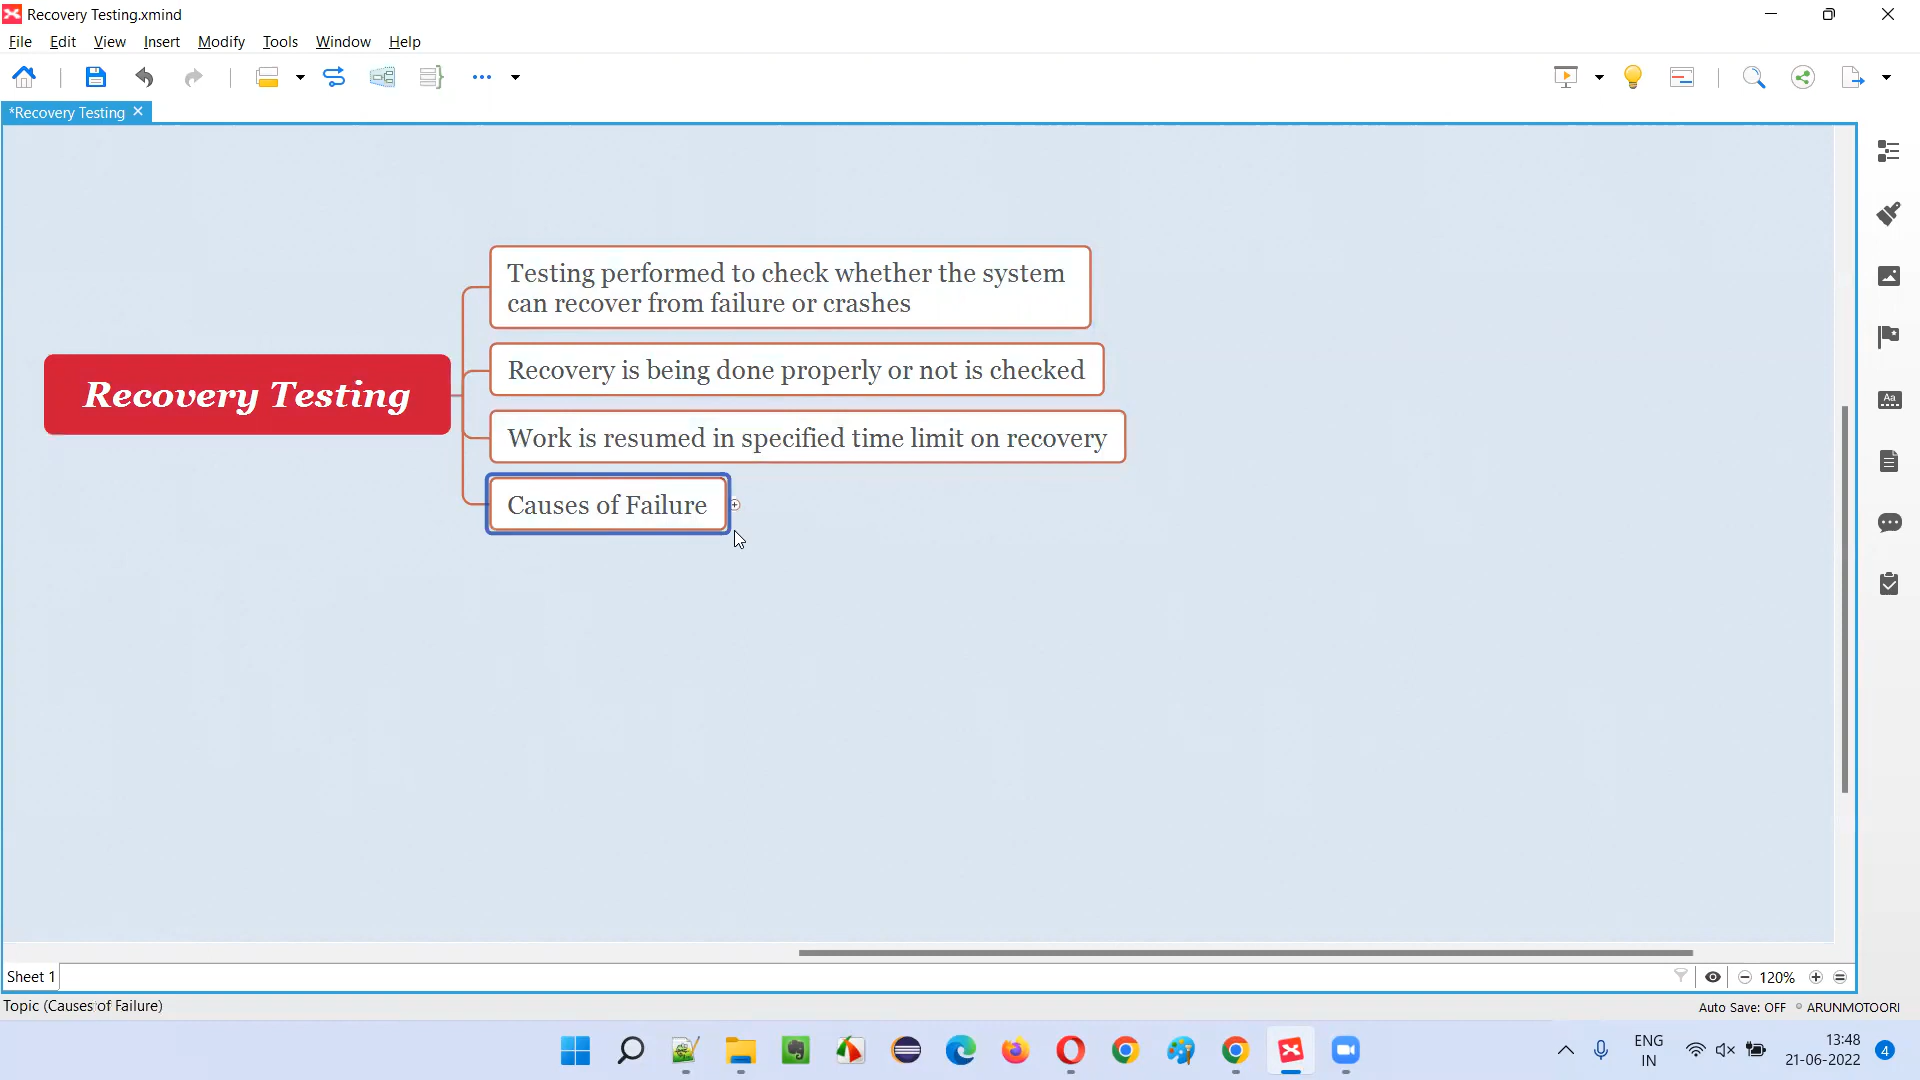 Recovery Testing.xmind
File Edit View Insert Modify Tools Window Help
*Recovery Testing
Testing performed to check whether the system
can recover from failure or crashes
Recovery is being done properly or not is checked
Recovery Testing
Work is resumed in specified time limit on recovery
Causes of Failure
Aa
Sheet 1
120%
Topic (Causes of Failure)
Auto Save: OFF ARUNMOTOORI
ENG
IN
13:48
21-06-2022
4